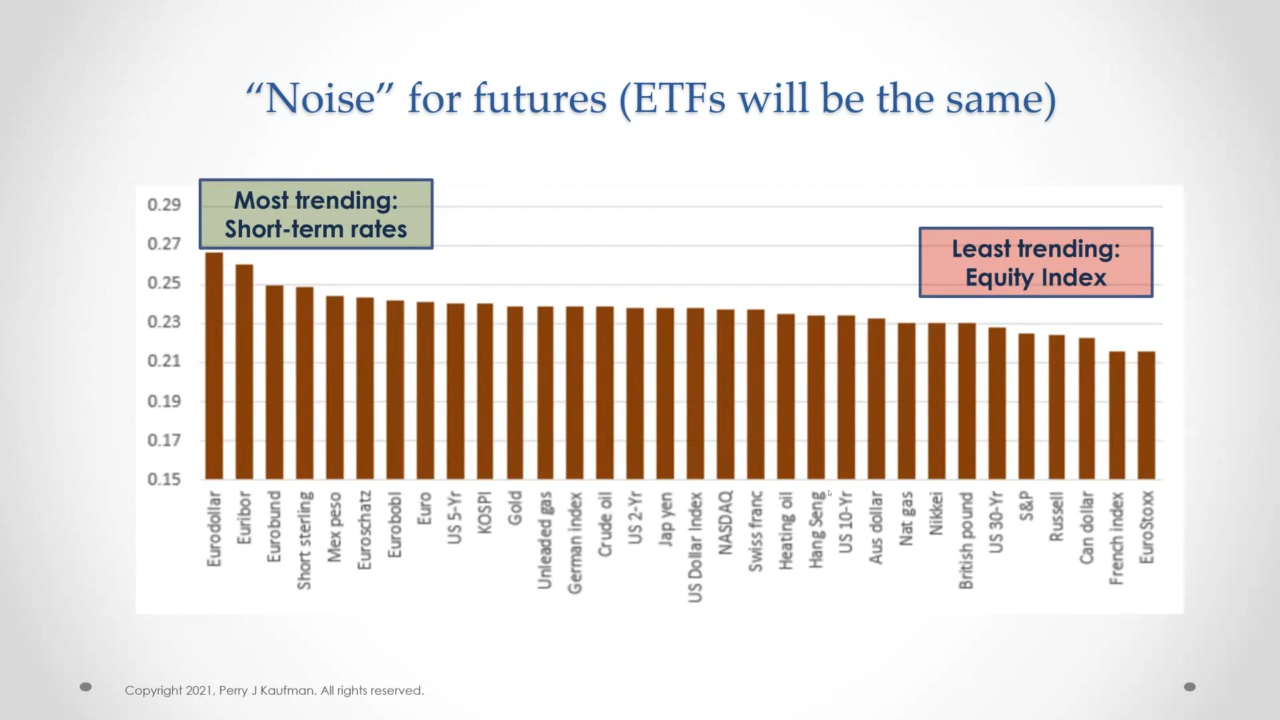 “Noise” for futures (ETFs will be the same)
Most trending:
Short-term rates
Least trending:
Equity Index
0.29
0.27
0.25
0.23
0.21
0.19
0.17
0.15
Eurodollar
Euribor
Eurobund
Short sterling
Mex peso
Euroschatz
Eurobobl
Euro
US 5-Yr
KOSPI
Gold
Unleaded gas
German Index
Crude oil
US 2-Yr
Jap yen
US Dollar Index
NASDAQ
Swiss franc
Heating oil
Hang Seng
US 10-Yr
Aus dollar
Nat gas
Nikkei
British pound
US 30-Yr
S&P
Russell
Can dollar
French index
EuroStoxx
Copyright 2021, Perry J Kaufman. All rights reserved.